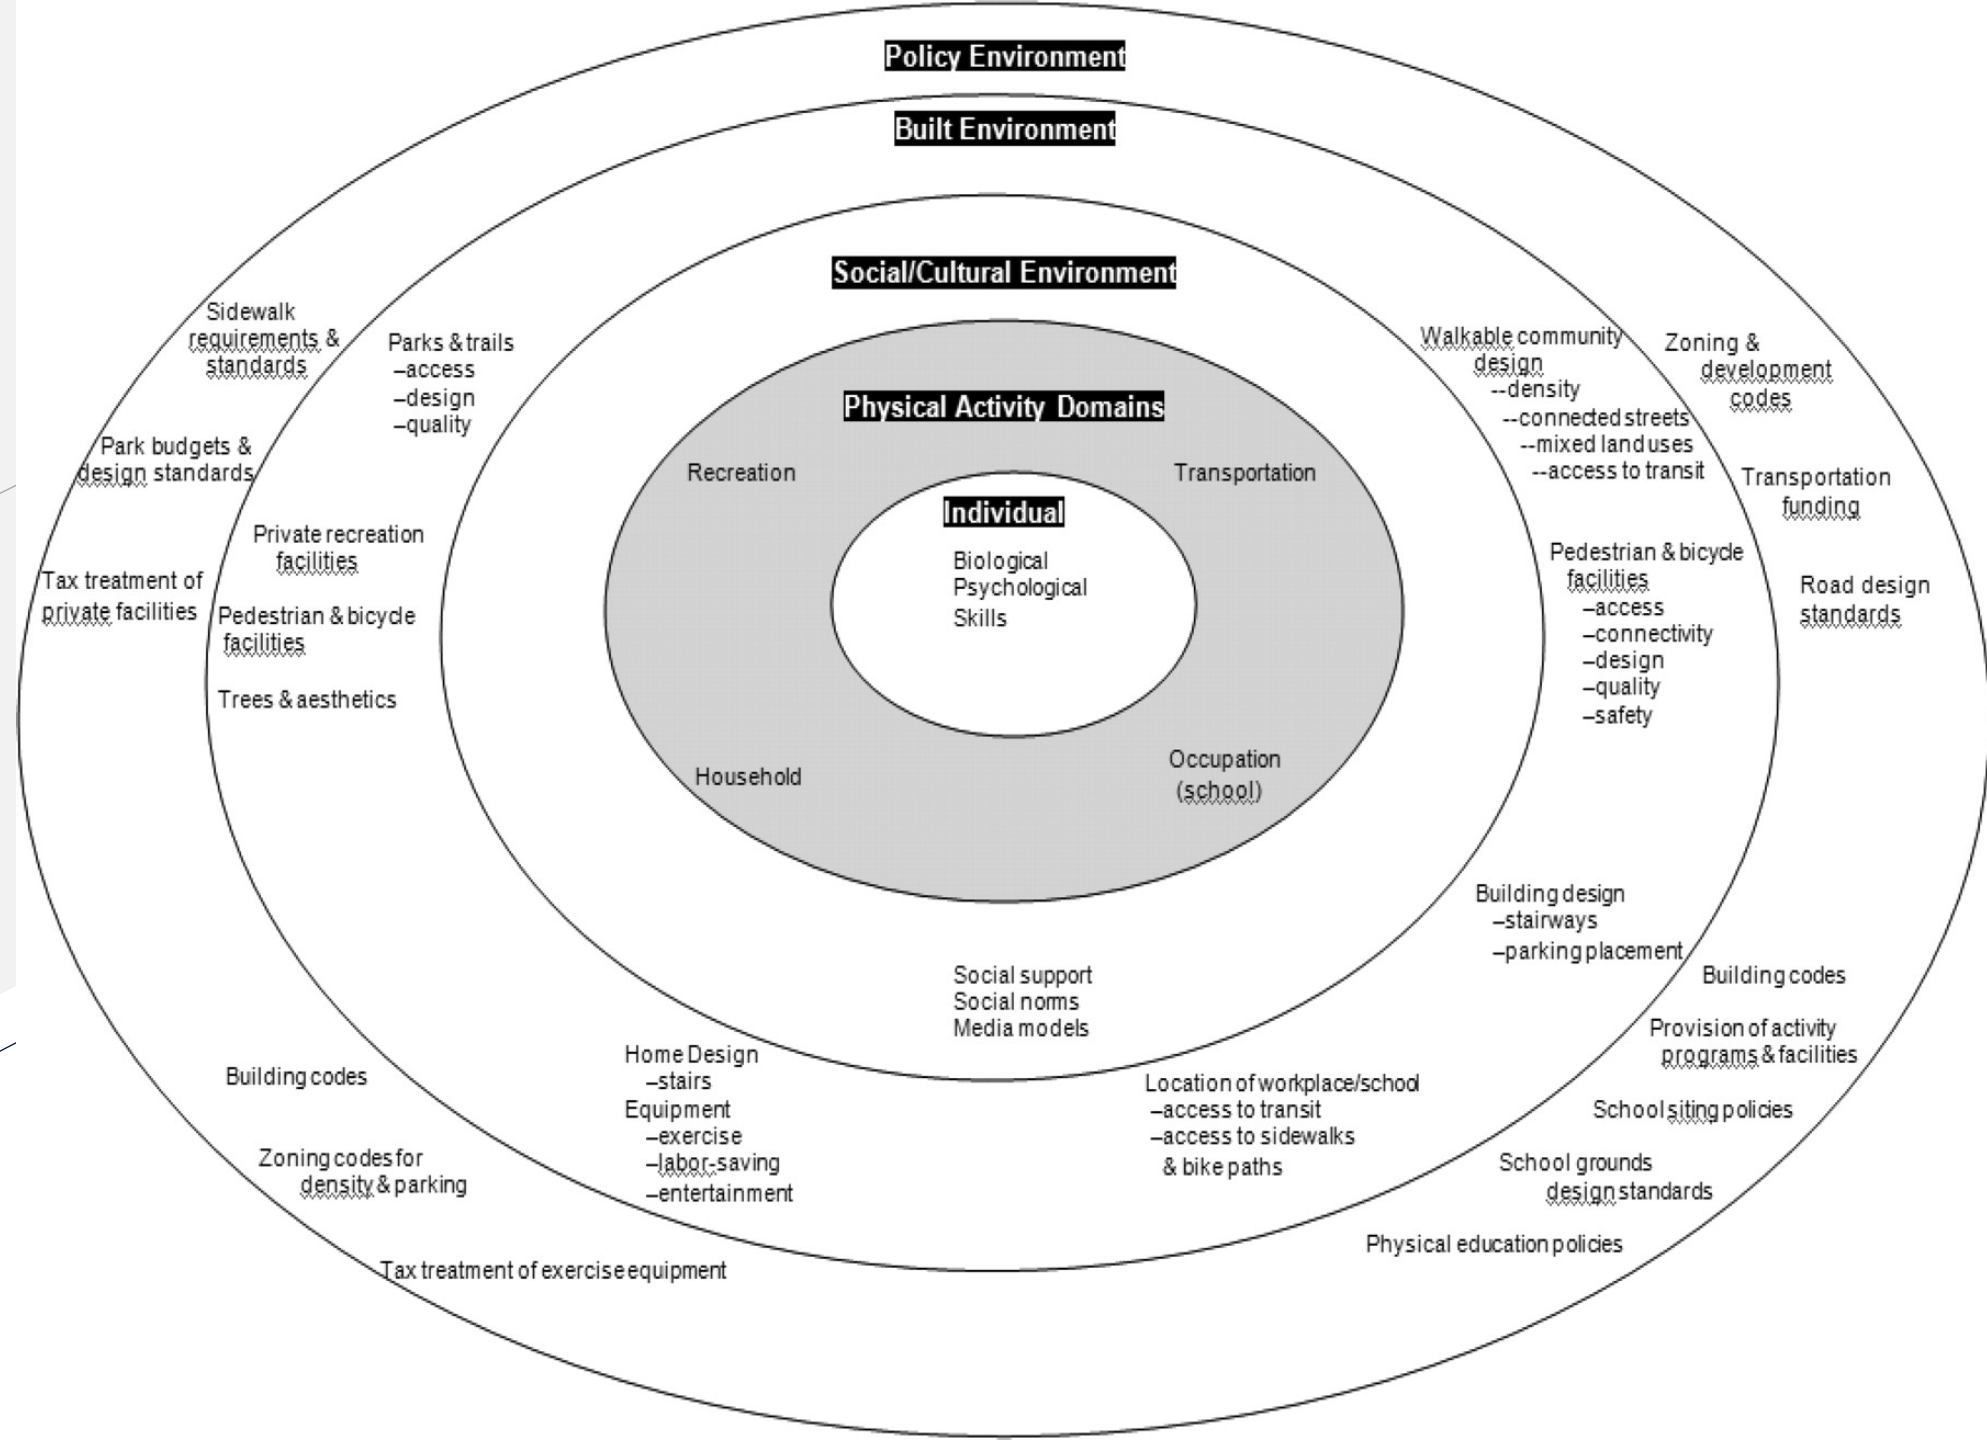 Policy Environment
Built Environment
Social/Cultural Environment
Physical Activity Domains
Recreation
Transportation
Individual
Biological
Psychological
Skills
Household
Occupation
(school)
Social support
Social norms
Media models
Sidewalk
requirements &
standards
Park budgets &
design standards
Tax treatment of
private facilities
Parks & trails
–access
–design
–quality
Private recreation
facilities
Pedestrian & bicycle
facilities
Trees & aesthetics
Walkable community
design
--density
--connected streets
--mixed land uses
--access to transit
Pedestrian & bicycle
facilities
–access
–connectivity
–design
–quality
–safety
Zoning &
development
codes
Transportation
funding
Road design
standards
Building codes
Zoning codes for
density & parking
Tax treatment of exercise equipment
Home Design
–stairs
Equipment
–exercise
–labor-saving
–entertainment
Location of workplace/school
–access to transit
–access to sidewalks
& bike paths
Building design
–stairways
–parking placement
Building codes
Provision of activity
programs & facilities
School siting policies
School grounds
design standards
Physical education policies